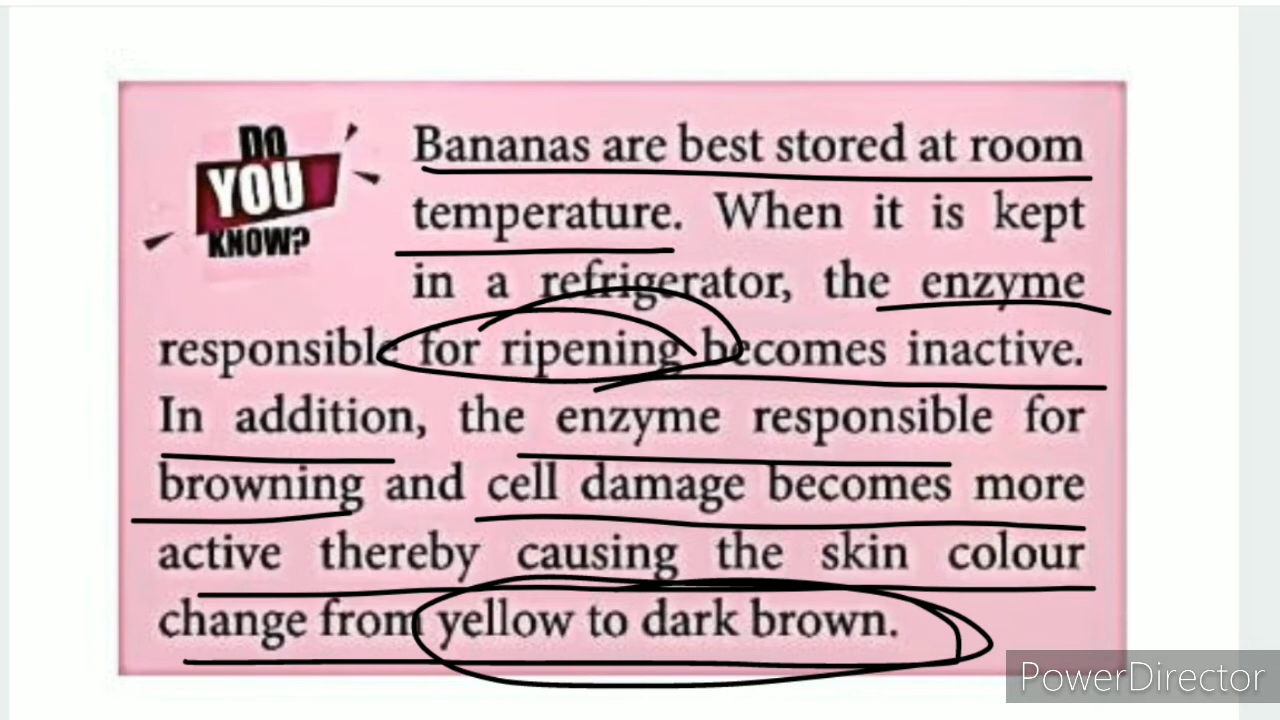 DO
YOU
KNOW?
Bananas are best stored at room
temperature. When it is kept
in a refrigerator, the enzyme
responsible for ripening becomes inactive.
In addition, the enzyme responsible for
browning and cell damage becomes more
active thereby causing the skin colour
change from yellow to dark brown.
PowerDirector